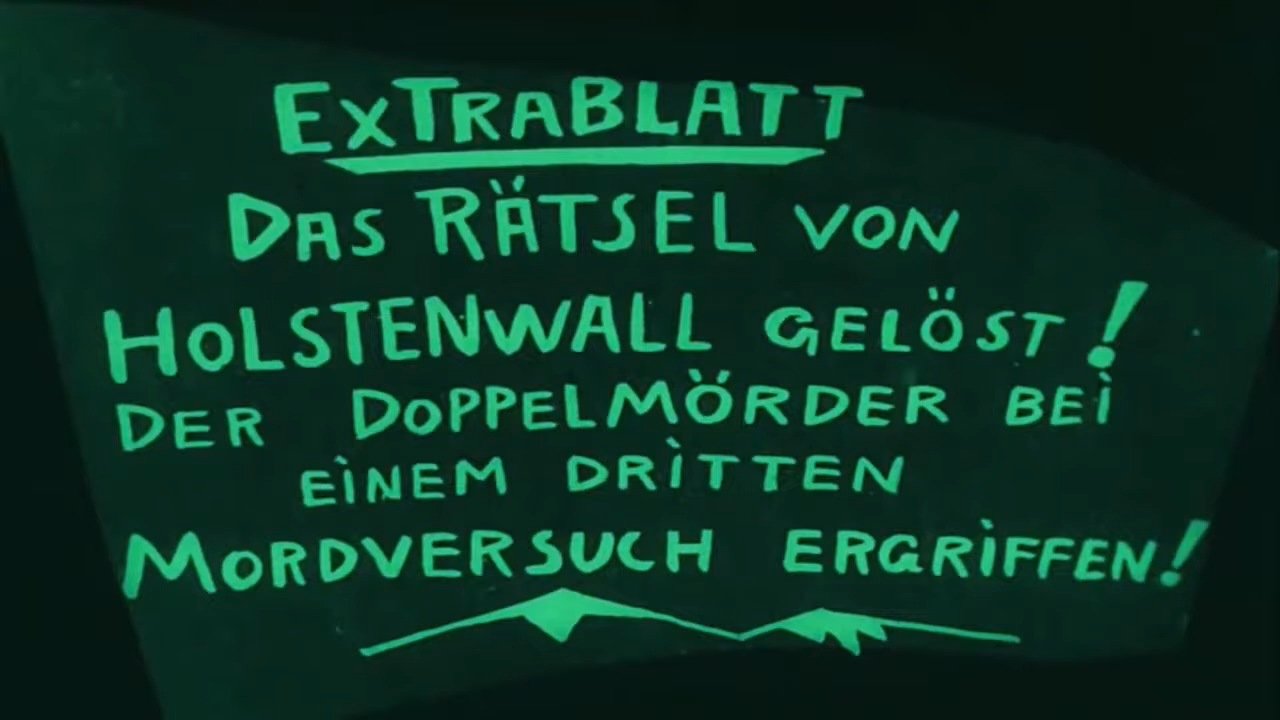 EXTRABLATT
DAS RÄTSEL VON
HOLSTENWALL GELÖST!
DER DOPPELMÖRDER BEI
EINEM DRITTEN
MORDVERSUCH ERGRIFFEN!